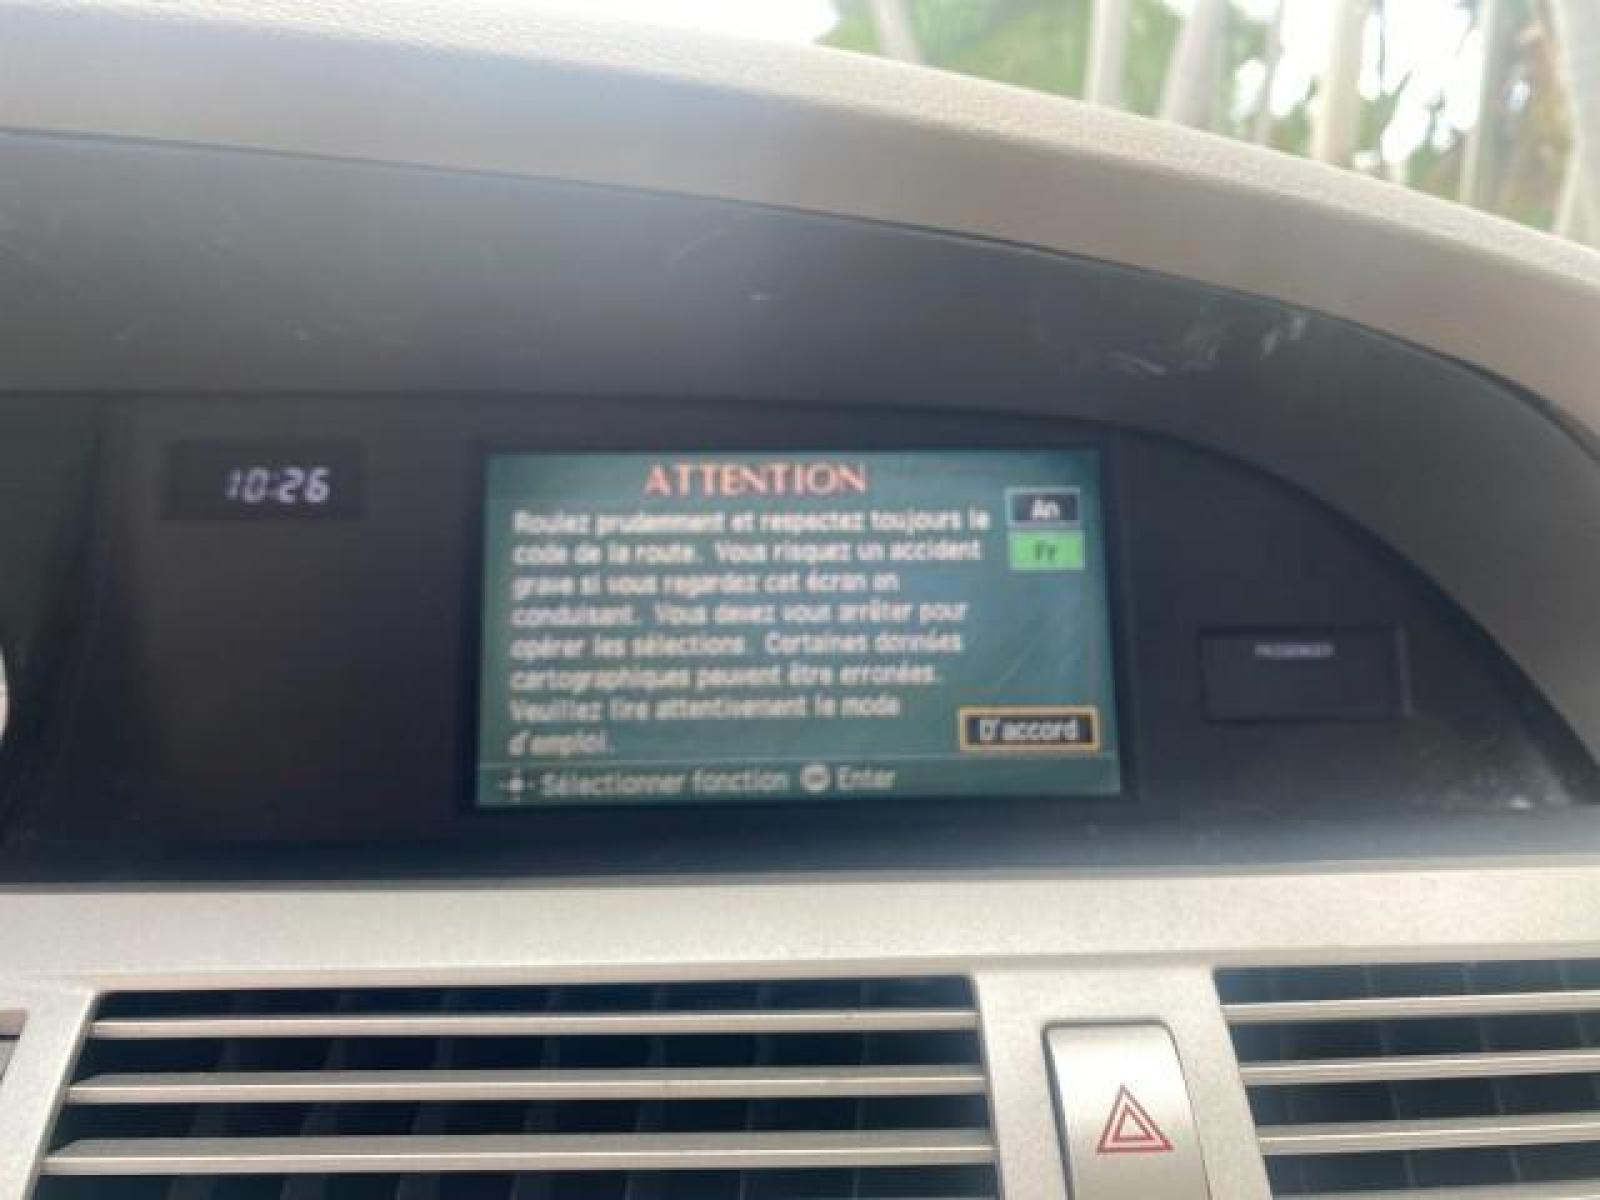 10:26
ATTENTION
An
Fr
Roulez prudemment et respectez toujours le
code de la route. Vous risquez un accident
grave si vous regardez cet écran en
conduisant. Vous devez vous arrêter pour
opérer les sélections. Certaines données
cartographiques peuvent être erronées.
Veuillez lire attentivement le mode
d'emploi.
D'accord
Sélectionner fonction Enter
PASSENGER